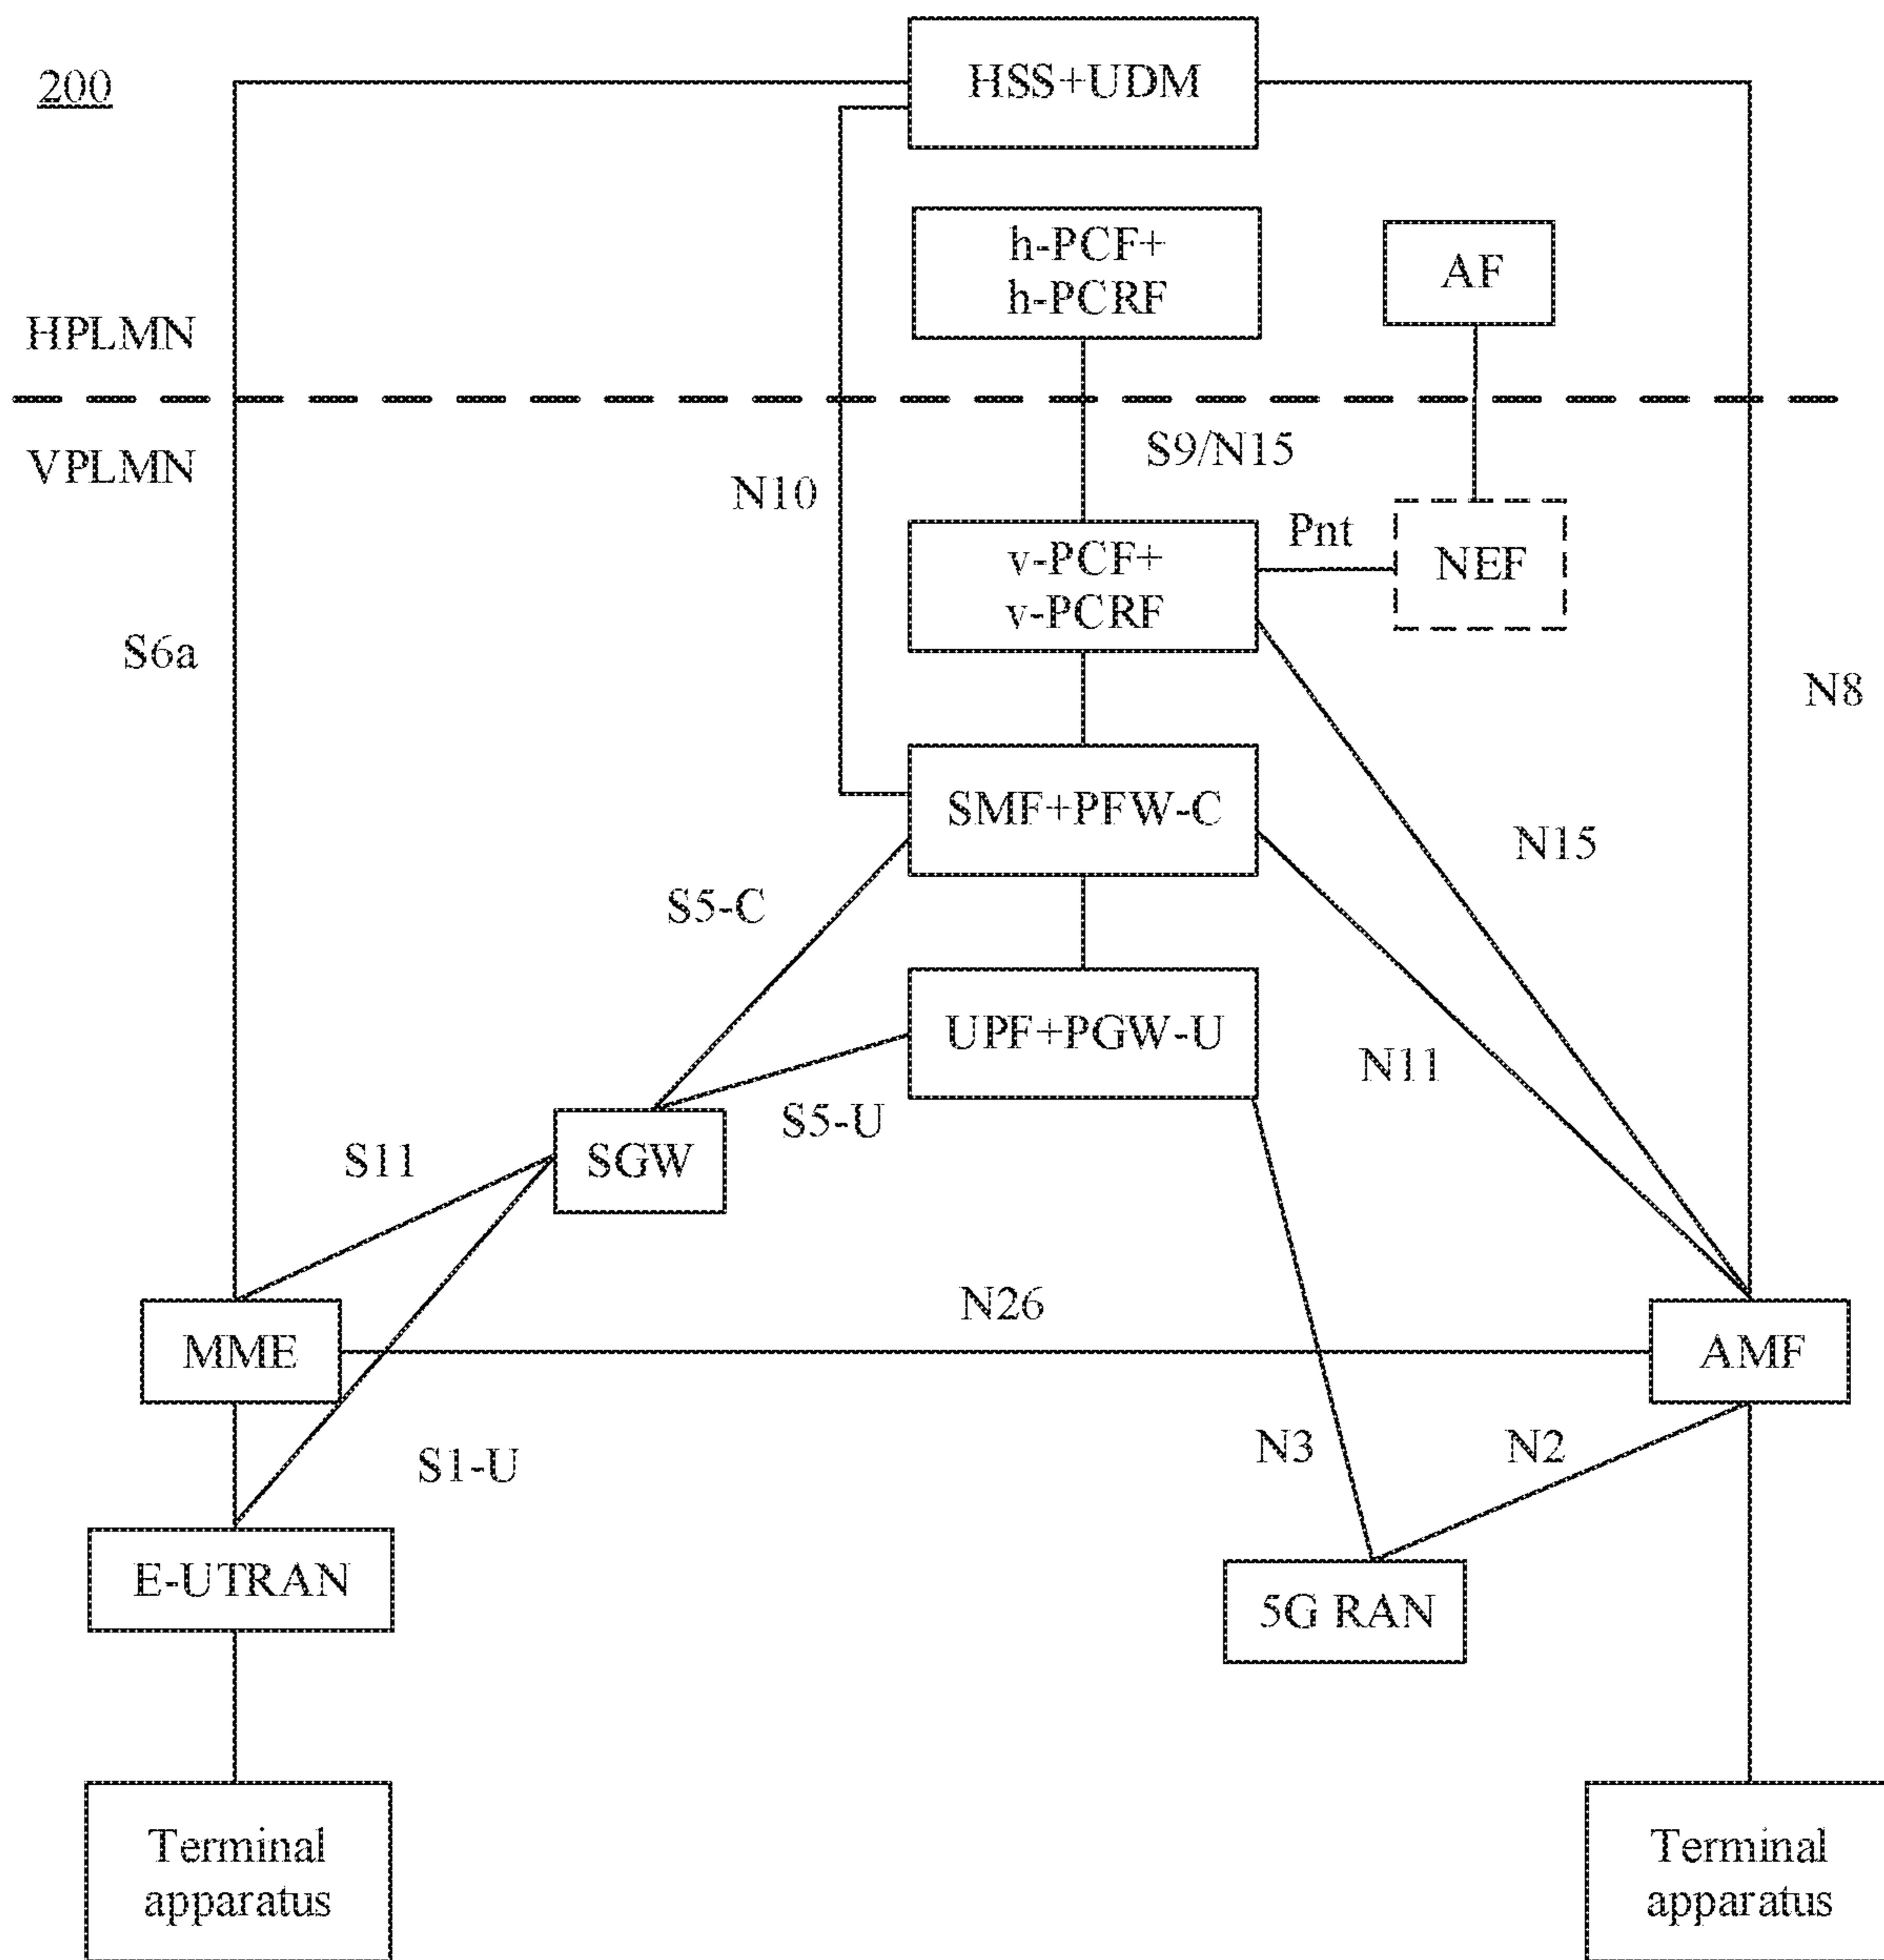 200
HSS+UDM
h-PCF+
h-PCRF
AF
HPLMN
VPLMN
S9/N15
N10
Pnt
v-PCF+
v-PCRF
NEF
S6a
N8
SMF+PFW-C
N15
S5-C
UPF+PGW-U
N11
S5-U
S11
SGW
N26
MME
AMF
S1-U
N3
N2
E-UTRAN
5G RAN
Terminal
apparatus
Terminal
apparatus